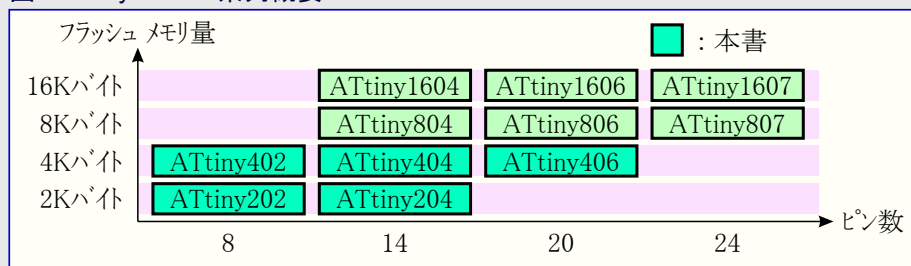 フラッシュ メモリ量
：本書
16Kバイト ATtiny1604 ATtiny1606 ATtiny1607
8Kバイト ATtiny804 ATtiny806 ATtiny807
4Kバイト ATtiny402 ATtiny404 ATtiny406
2Kバイト ATtiny202 ATtiny204
ピン数
8 14 20 24